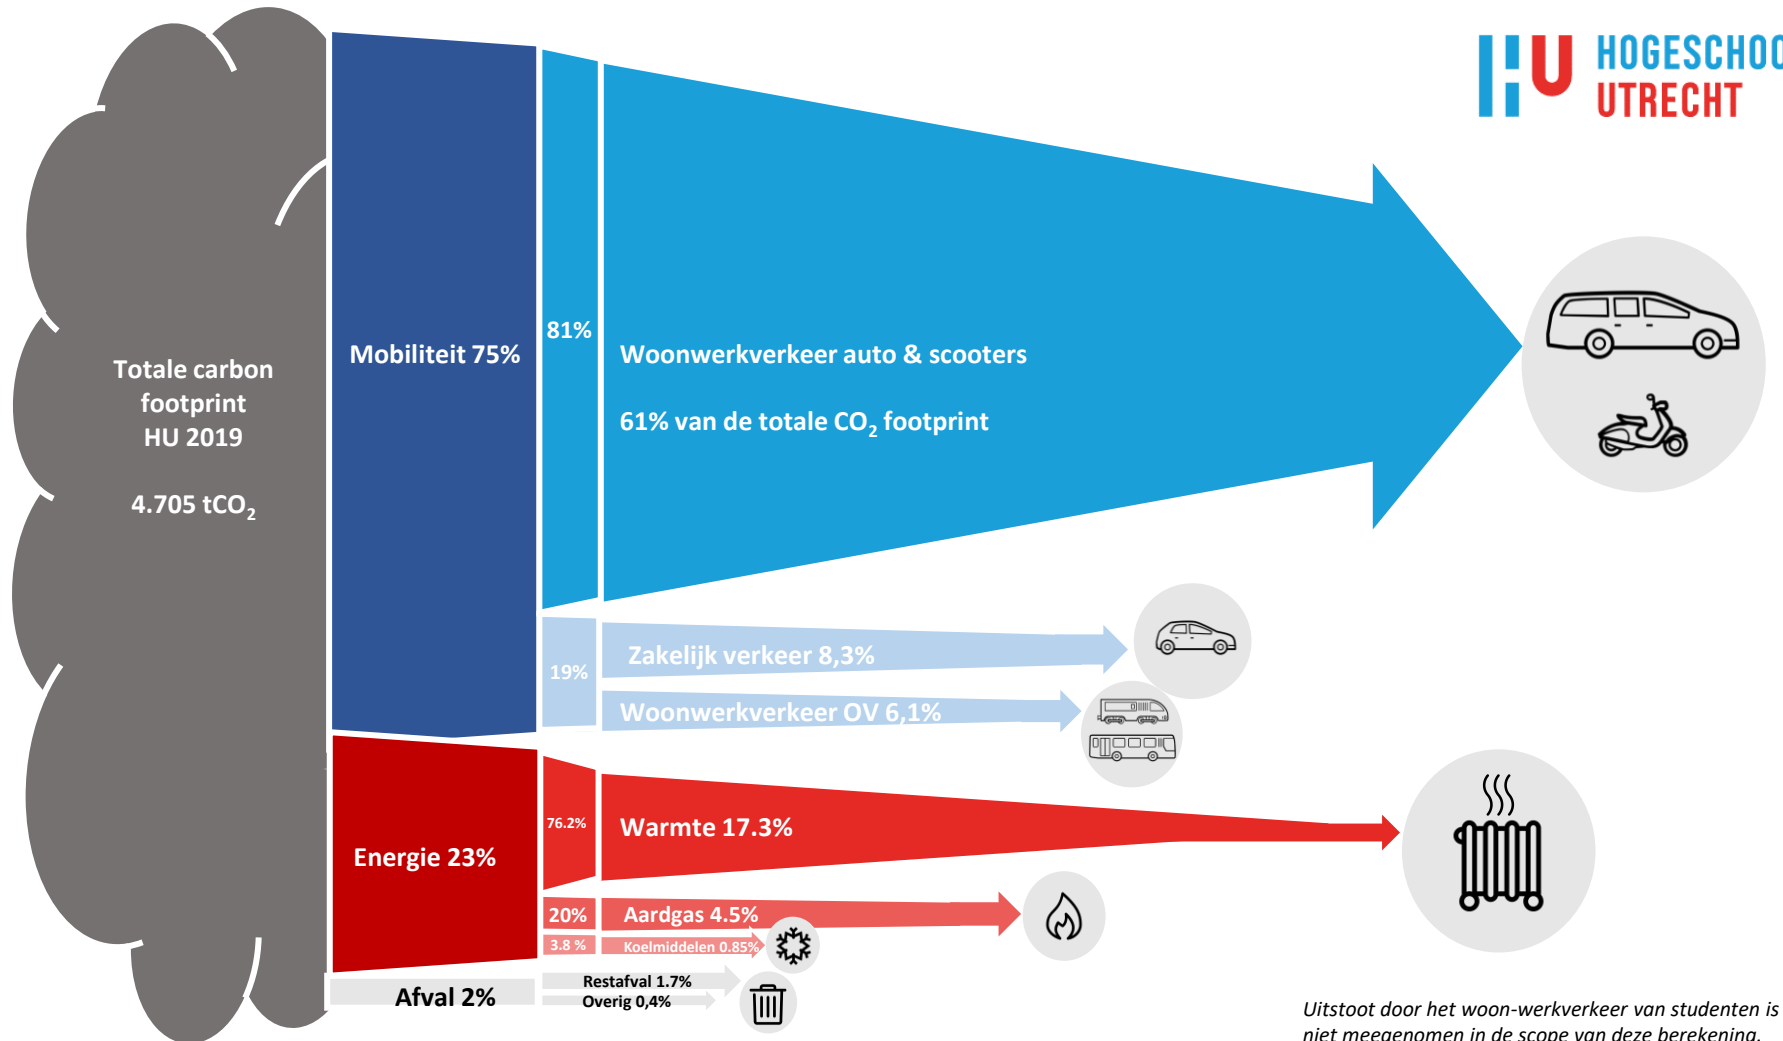 HOGESCHOO
UTRECHT
Totale carbon
footprint
HU 2019
4.705 tCO₂
Mobiliteit 75%
81%
Woonwerkverkeer auto & scooters
61% van de totale CO₂ footprint
19%
Zakelijk verkeer 8,3%
Woonwerkverkeer OV 6,1%
Energie 23%
76.2%
Warmte 17.3%
20%
Aardgas 4.5%
3.8 %
Koelmiddelen 0.85%
Afval 2%
Restafval 1.7%
Overig 0,4%
Uitstoot door het woon-werkverkeer van studenten is
niet meegenomen in de scope van deze berekening.